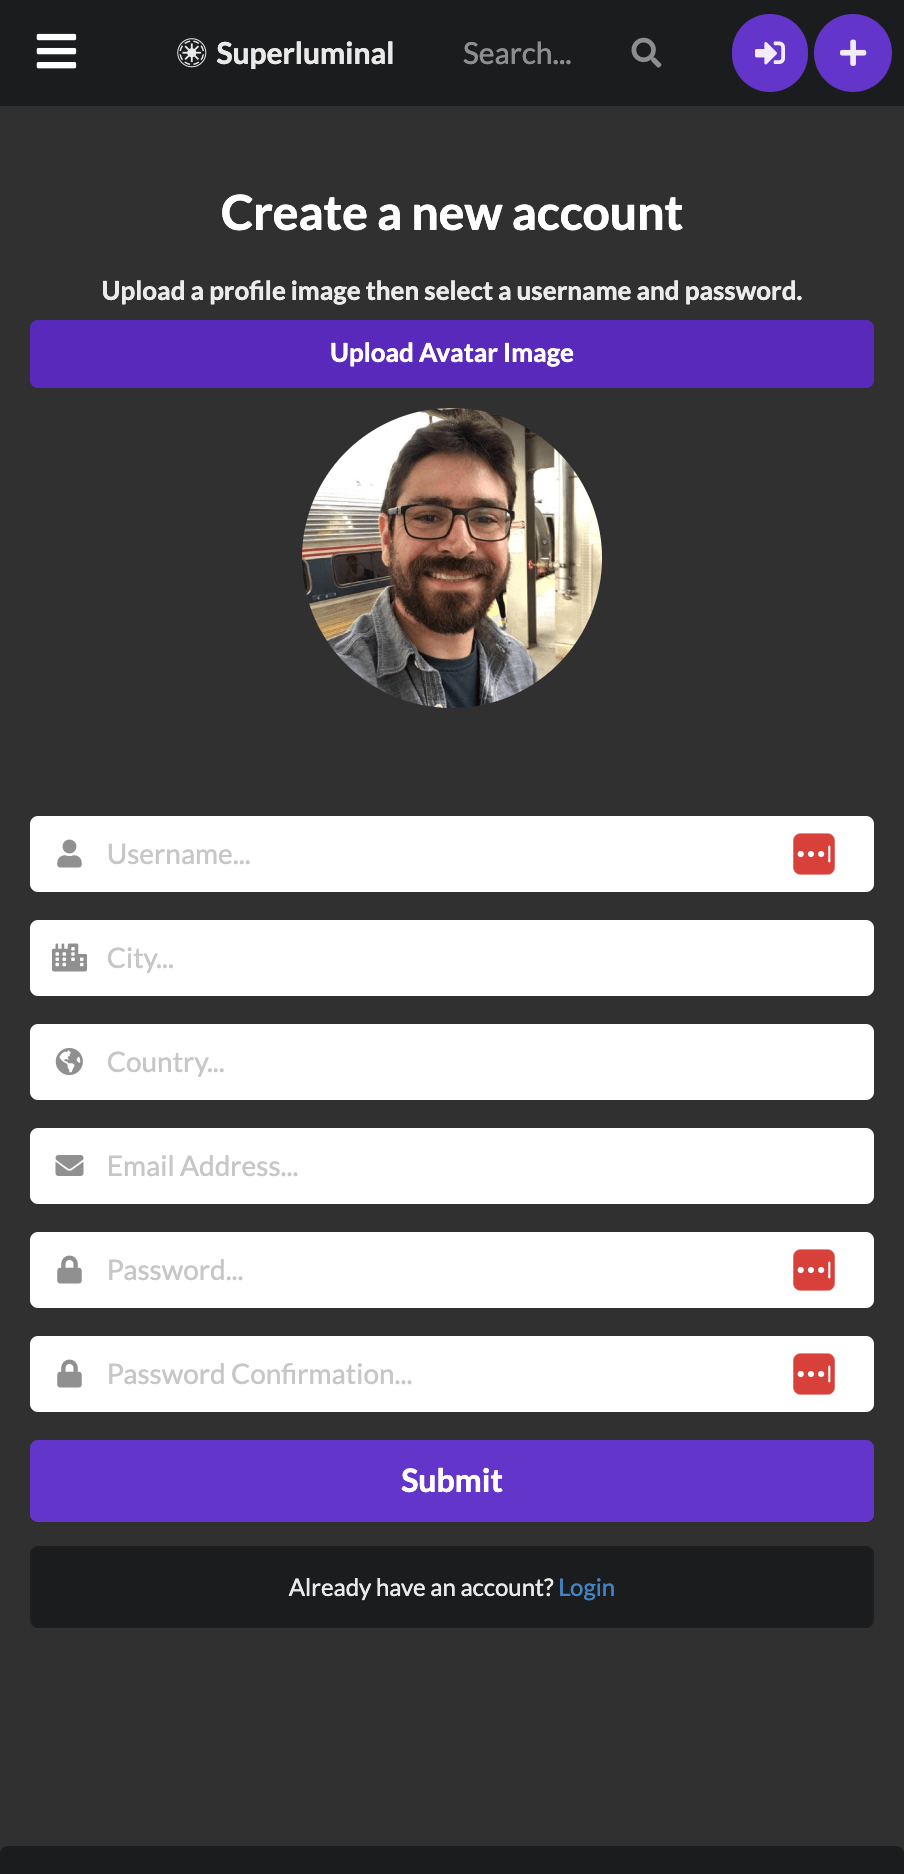 Superluminal Search...
Create a new account
Upload a profile image then select a username and password.
Upload Avatar Image
Username...
City...
Country...
Email Address...
Password...
Password Confirmation...
Submit
Already have an account? Login